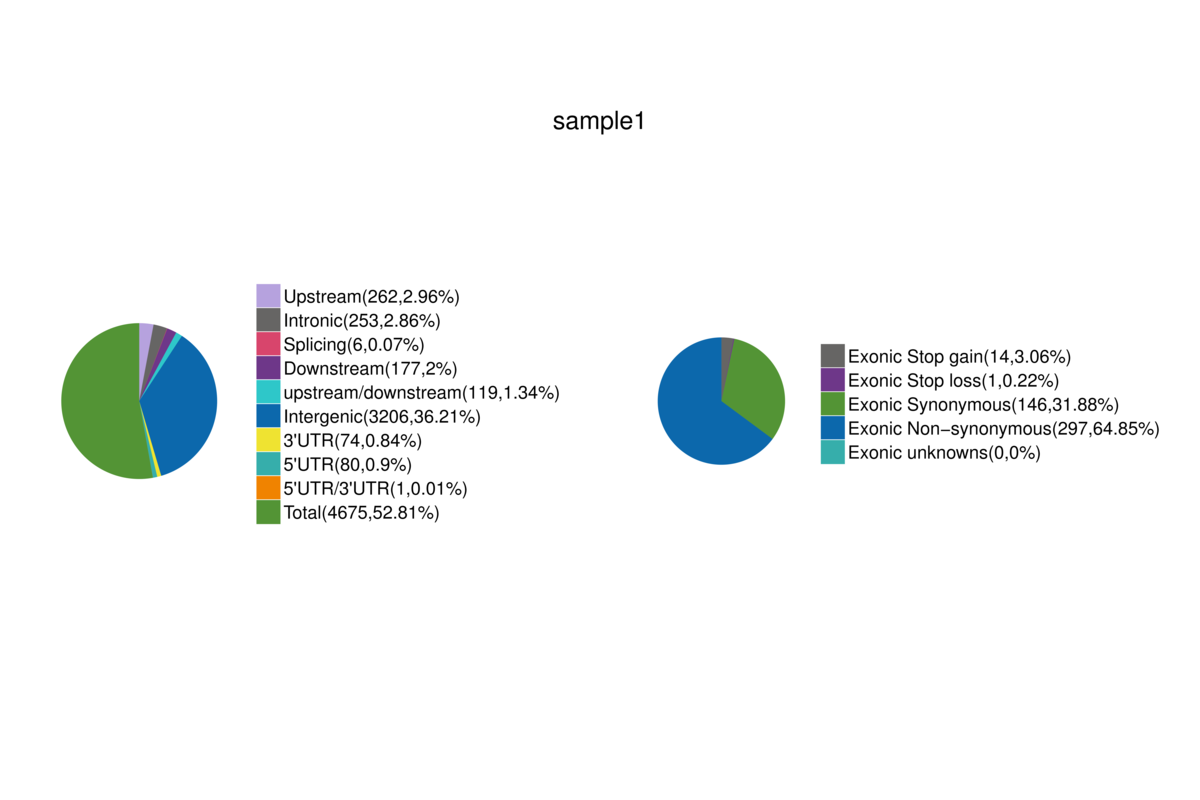 sample1
Upstream(262,2.96%)
Intronic(253,2.86%)
Splicing(6,0.07%)
Downstream(177,2%)
upstream/downstream(119,1.34%)
Intergenic(3206,36.21%)
3'UTR(74,0.84%)
5'UTR(80,0.9%)
5'UTR/3'UTR(1,0.01%)
Total(4675,52.81%)
Exonic Stop gain(14,3.06%)
Exonic Stop loss(1,0.22%)
Exonic Synonymous(146,31.88%)
Exonic Non−synonymous(297,64.85%)
Exonic unknowns(0,0%)